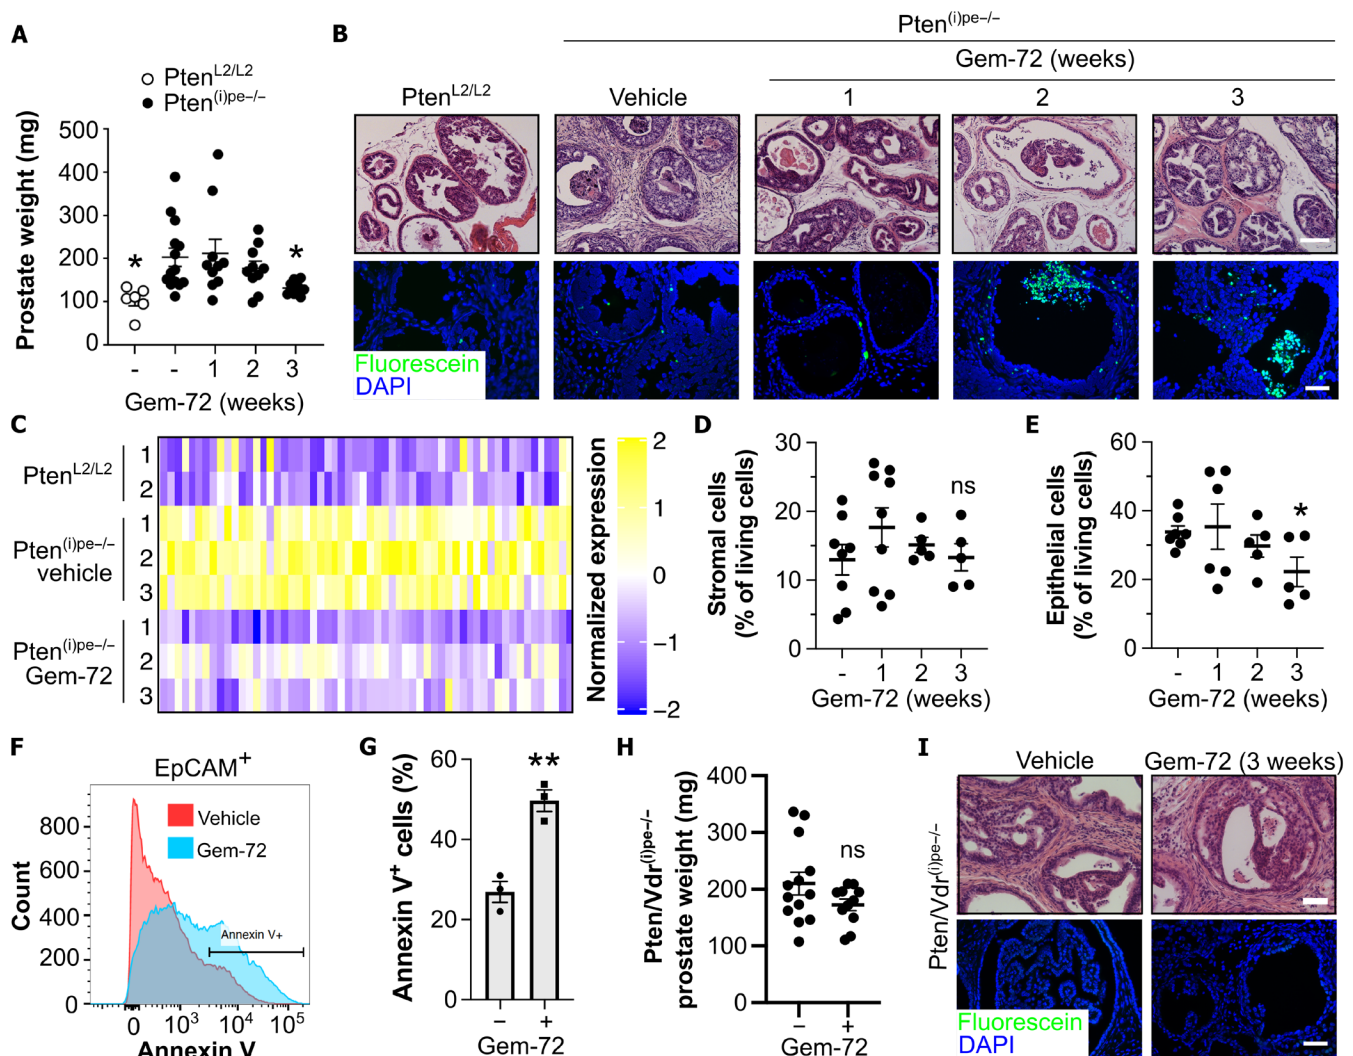 A
Pten^L2/L2
Pten^(i)pe–/–
Prostate weight (mg)
500
400
300
200
100
0
*
*
- - 1 2 3
Gem-72 (weeks)
B
Pten^(i)pe–/–
Gem-72 (weeks)
Pten^L2/L2 Vehicle 1 2 3
Fluorescein
DAPI
C
Pten^L2/L2
1
2
Pten^(i)pe–/–
vehicle
1
2
3
Pten^(i)pe–/–
Gem-72
1
2
3
Normalized expression
2
1
0
−1
−2
D
Stromal cells
(% of living cells)
30
20
10
0
ns
- 1 2 3
Gem-72 (weeks)
E
Epithelial cells
(% of living cells)
60
40
20
0
*
- 1 2 3
Gem-72 (weeks)
F
EpCAM^+
Vehicle
Gem-72
Annexin V+
Count
800
600
400
200
0
0 10^3 10^4 10^5
Annexin V
G
Annexin V^+ cells (%)
60
40
20
0
**
− +
Gem-72
H
Pten/Vdr^(i)pe–/–
prostate weight (mg)
400
300
200
100
0
ns
− +
Gem-72
I
Vehicle Gem-72 (3 weeks)
Pten/Vdr^(i)pe–/–
Fluorescein
DAPI